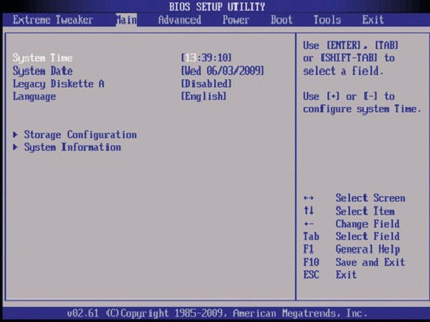 BIOS SETUP UTILITY
Extreme Tweaker Main Advanced Power Boot Tools Exit
System Time [13:39:10]
System Date [Wed 06/03/2009]
Legacy Diskette A [Disabled]
Language [English]
Storage Configuration
System Information
Use [ENTER], [TAB]
or [SHIFT-TAB] to
select a field.
Use [+] or [-] to
configure system Time.
↔ Select Screen
↑↓ Select Item
+- Change Field
Tab Select Field
F1 General Help
F10 Save and Exit
ESC Exit
v02.61 (C)Copyright 1985-2009, American Megatrends, Inc.